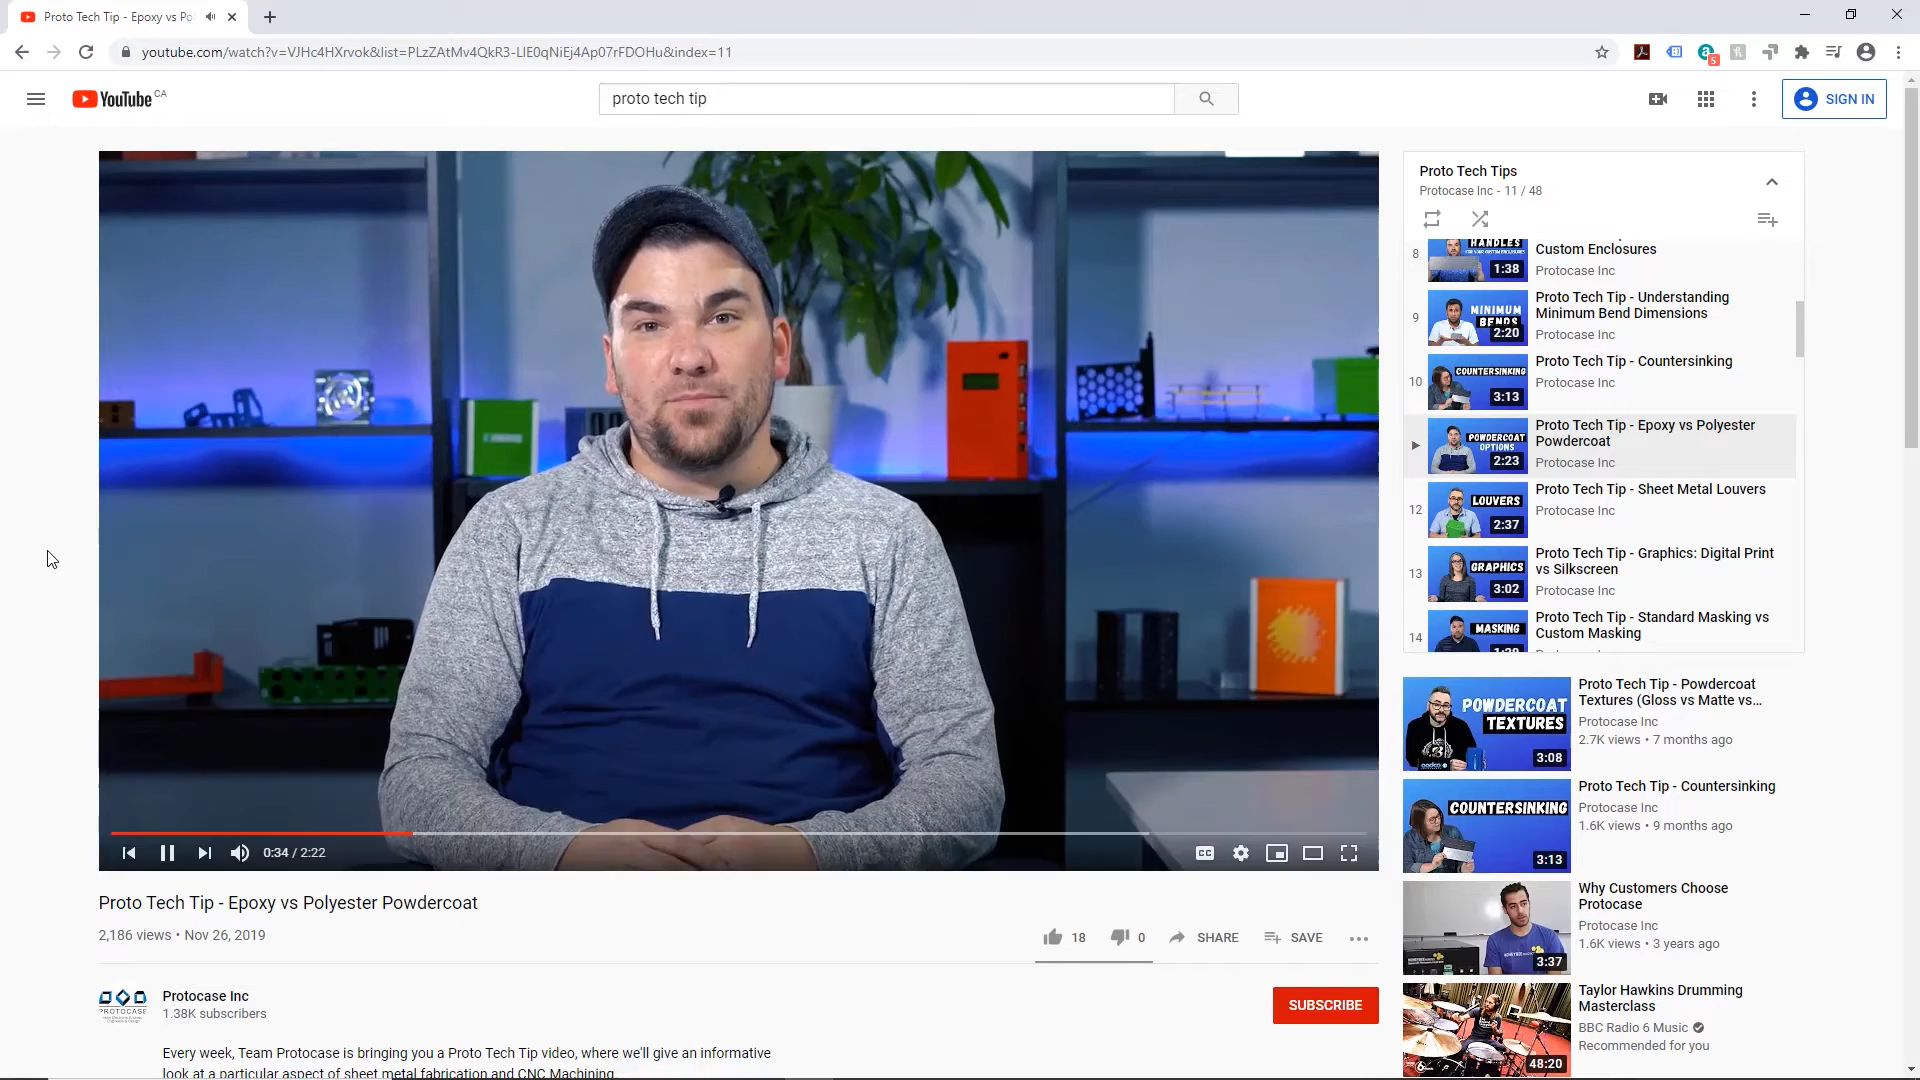 Proto Tech Tip - Epoxy vs Po
youtube.com/watch?v=VJHc4HXrvok&list=PLzZAtMv4QkR3-LlE0qNiEj4Ap07rFDOHu&index=11
5
YouTube CA
proto tech tip
SIGN IN
Proto Tech Tips
Protocase Inc - 11 / 48
8
HANDLES
1:38
Custom Enclosures
Protocase Inc
9
MINIMUM
BENDS
2:20
Proto Tech Tip - Understanding
Minimum Bend Dimensions
Protocase Inc
10
COUNTERSINKING
3:13
Proto Tech Tip - Countersinking
Protocase Inc
POWDERCOAT
OPTIONS
2:23
Proto Tech Tip - Epoxy vs Polyester
Powdercoat
Protocase Inc
12
LOUVERS
2:37
Proto Tech Tip - Sheet Metal Louvers
Protocase Inc
13
GRAPHICS
3:02
Proto Tech Tip - Graphics: Digital Print
vs Silkscreen
Protocase Inc
14
MASKING
Proto Tech Tip - Standard Masking vs
Custom Masking
0:34 / 2:22
CC
Proto Tech Tip - Epoxy vs Polyester Powdercoat
2,186 views • Nov 26, 2019
18
0
SHARE
SAVE
PROTOCASE
Protocase Inc
1.38K subscribers
SUBSCRIBE
Every week, Team Protocase is bringing you a Proto Tech Tip video, where we'll give an informative
look at a particular aspect of sheet metal fabrication and CNC Machining.
POWDERCOAT
TEXTURES
3:08
Proto Tech Tip - Powdercoat
Textures (Gloss vs Matte vs...
Protocase Inc
2.7K views • 7 months ago
COUNTERSINKING
3:13
Proto Tech Tip - Countersinking
Protocase Inc
1.6K views • 9 months ago
3:37
Why Customers Choose
Protocase
Protocase Inc
1.6K views • 3 years ago
6
48:20
Taylor Hawkins Drumming
Masterclass
BBC Radio 6 Music
Recommended for you